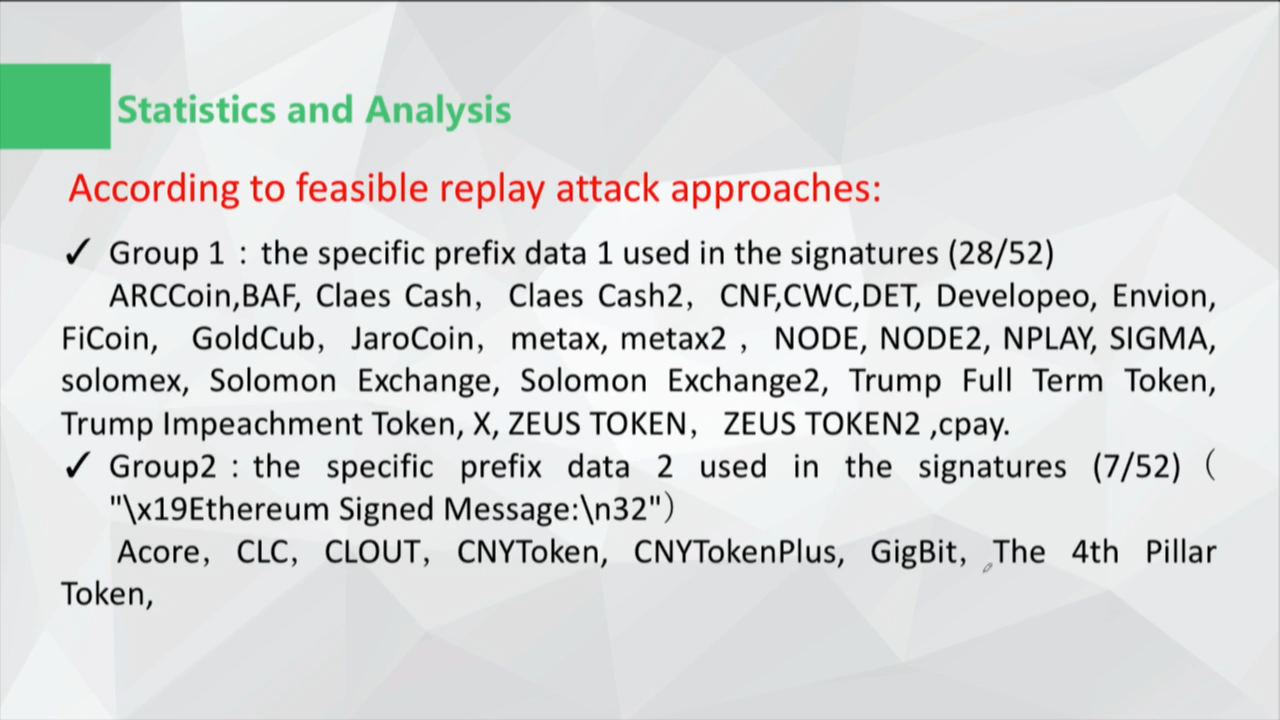 Statistics and Analysis
According to feasible replay attack approaches:
✓ Group 1：the specific prefix data 1 used in the signatures (28/52)
ARCCoin,BAF, Claes Cash， Claes Cash2， CNF,CWC,DET, Developeo, Envion,
FiCoin, GoldCub， JaroCoin， metax, metax2 ， NODE, NODE2, NPLAY, SIGMA,
solomex, Solomon Exchange, Solomon Exchange2, Trump Full Term Token,
Trump Impeachment Token, X, ZEUS TOKEN， ZEUS TOKEN2 ,cpay.
✓ Group2：the specific prefix data 2 used in the signatures (7/52)（
"\x19Ethereum Signed Message:\n32"）
Acore， CLC， CLOUT， CNYToken, CNYTokenPlus, GigBit, The 4th Pillar
Token,